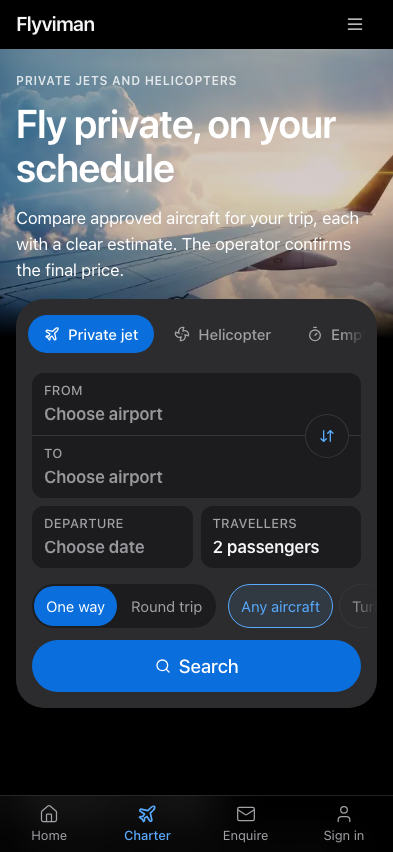 Flyviman
PRIVATE JETS AND HELICOPTERS
Fly private, on your
schedule
Compare approved aircraft for your trip, each
with a clear estimate. The operator confirms
the final price.
Private jet
Helicopter
Emp
FROM
Choose airport
TO
Choose airport
DEPARTURE
Choose date
TRAVELLERS
2 passengers
One way
Round trip
Any aircraft
Tur
Search
Home
Charter
Enquire
Sign in